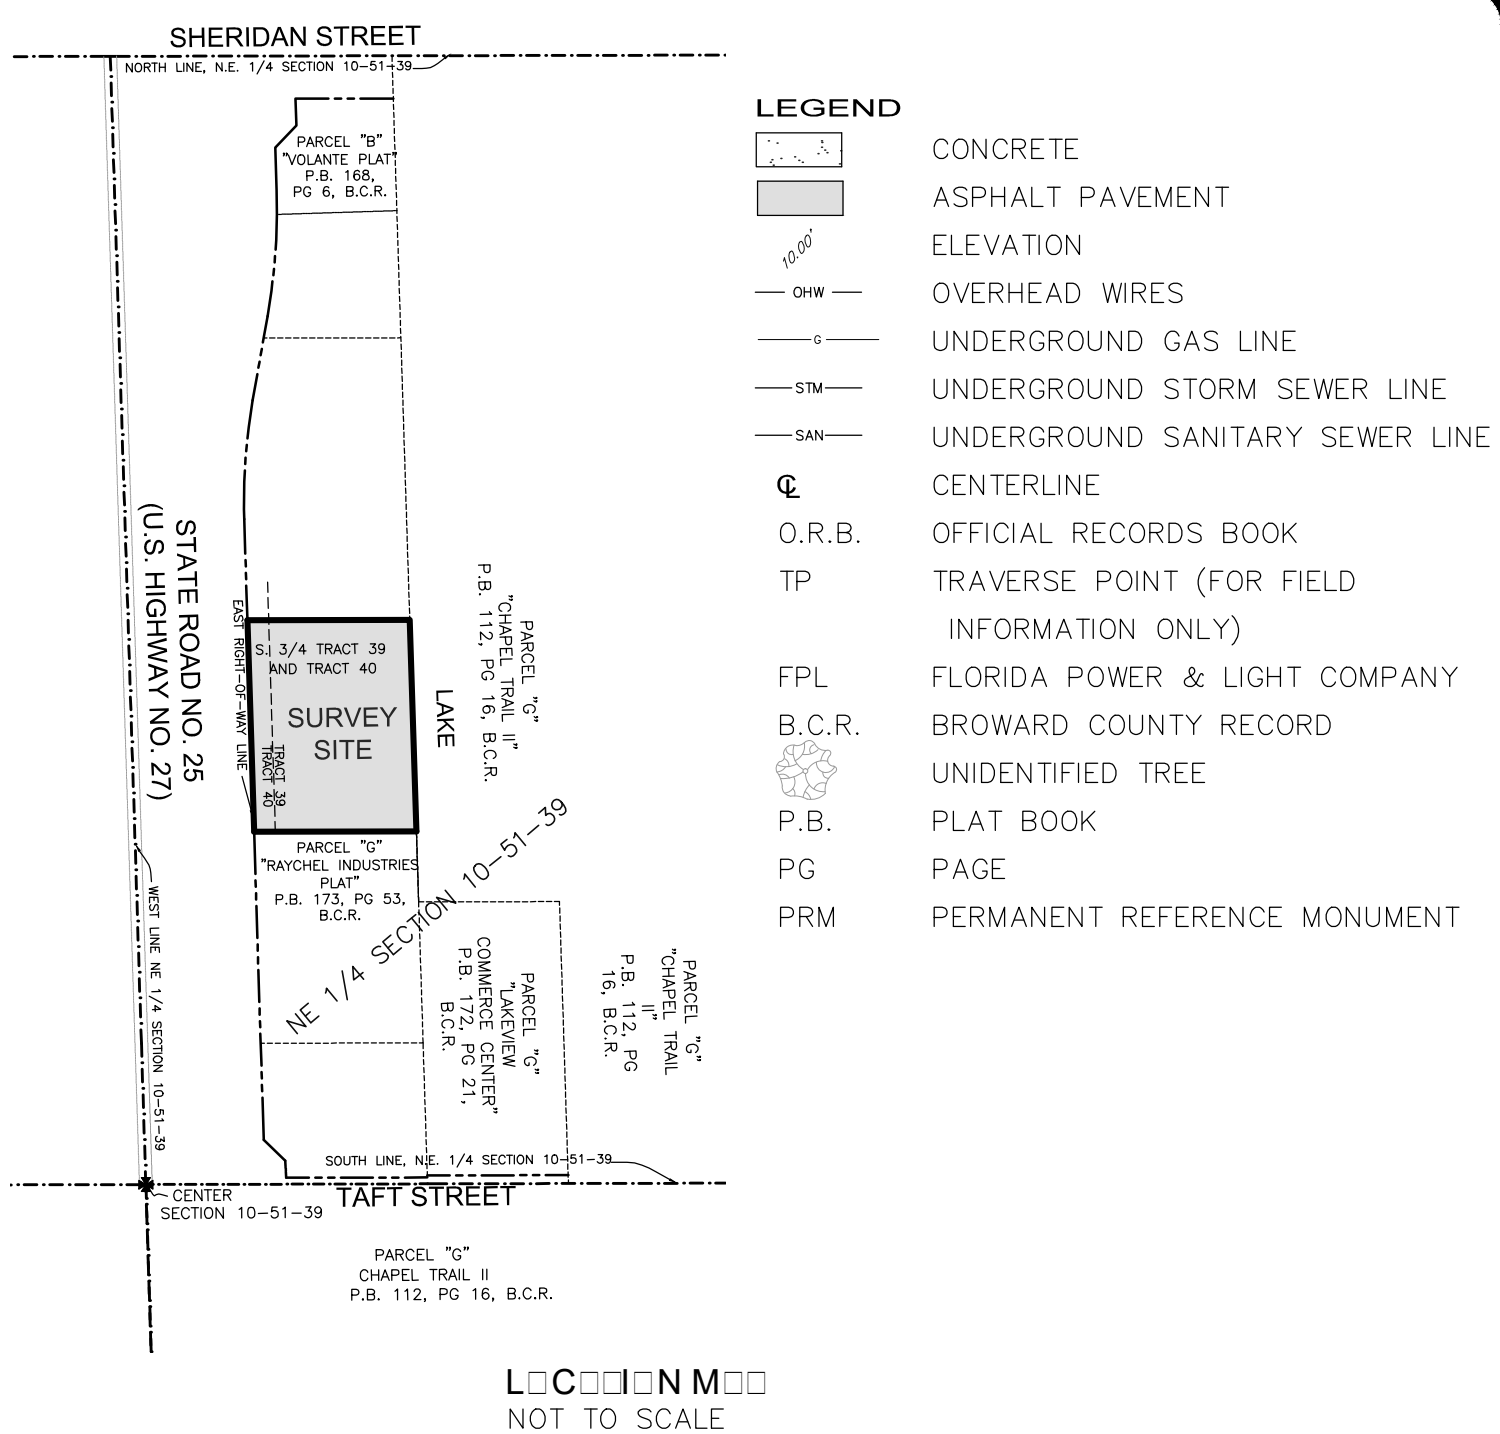 SHERIDAN STREET
NORTH LINE, N.E. 1/4 SECTION 10-51-39
PARCEL "B"
"VOLANTE PLAT"
P.B. 168,
PG 6, B.C.R.
STATE ROAD NO. 25
(U.S. HIGHWAY NO. 27)
EAST RIGHT-OF-WAY LINE
S. 3/4 TRACT 39
AND TRACT 40
SURVEY
SITE
TRACT 39
TRACT 40
LAKE
PARCEL "G"
"CHAPEL TRAIL II"
P.B. 112, PG 16, B.C.R.
PARCEL "G"
"RAYCHEL INDUSTRIES
PLAT"
P.B. 173, PG 53,
B.C.R.
NE 1/4 SECTION 10-51-39
WEST LINE NE 1/4 SECTION 10-51-39
PARCEL "G"
"LAKEVIEW
COMMERCE CENTER"
P.B. 172, PG 21,
B.C.R.
PARCEL "G"
"CHAPEL TRAIL
II"
P.B. 112, PG
16, B.C.R.
SOUTH LINE, N.E. 1/4 SECTION 10-51-39
TAFT STREET
CENTER
SECTION 10-51-39
PARCEL "G"
CHAPEL TRAIL II
P.B. 112, PG 16, B.C.R.
L□C□□I□N M□□
NOT TO SCALE
LEGEND
CONCRETE
ASPHALT PAVEMENT
10.00' ELEVATION
OHW OVERHEAD WIRES
G UNDERGROUND GAS LINE
STM UNDERGROUND STORM SEWER LINE
SAN UNDERGROUND SANITARY SEWER LINE
℄ CENTERLINE
O.R.B. OFFICIAL RECORDS BOOK
TP TRAVERSE POINT (FOR FIELD
INFORMATION ONLY)
FPL FLORIDA POWER & LIGHT COMPANY
B.C.R. BROWARD COUNTY RECORD
UNIDENTIFIED TREE
P.B. PLAT BOOK
PG PAGE
PRM PERMANENT REFERENCE MONUMENT